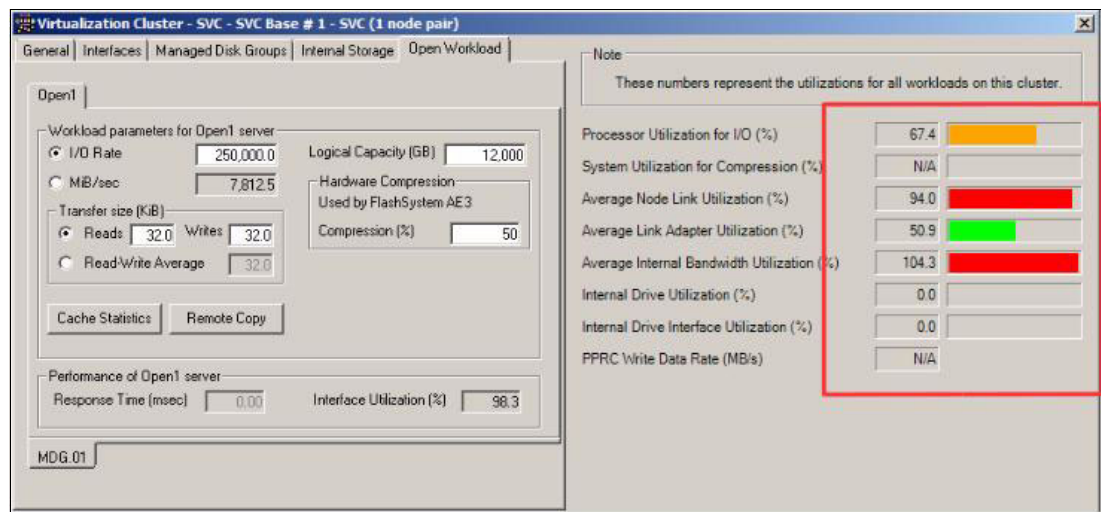 Virtualization Cluster - SVC - SVC Base # 1 - SVC (1 node pair)
General Interfaces Managed Disk Groups Internal Storage Open Workload
Open1
Workload parameters for Open1 server
I/O Rate 250,000.0 Logical Capacity (GB) 12,000
MiB/sec 7,812.5
Hardware Compression
Used by FlashSystem AE3
Compression (%) 50
Transfer size (KiB)
Reads 32.0 Writes 32.0
Read-Write Average 32.0
Cache Statistics Remote Copy
Performance of Open1 server
Response Time (msec) 0.00 Interface Utilization (%) 98.3
MDG.01
Note
These numbers represent the utilizations for all workloads on this cluster.
Processor Utilization for I/O (%) 67.4
System Utilization for Compression (%) N/A
Average Node Link Utilization (%) 94.0
Average Link Adapter Utilization (%) 50.9
Average Internal Bandwidth Utilization (%) 104.3
Internal Drive Utilization (%) 0.0
Internal Drive Interface Utilization (%) 0.0
PPRC Write Data Rate (MB/s) N/A